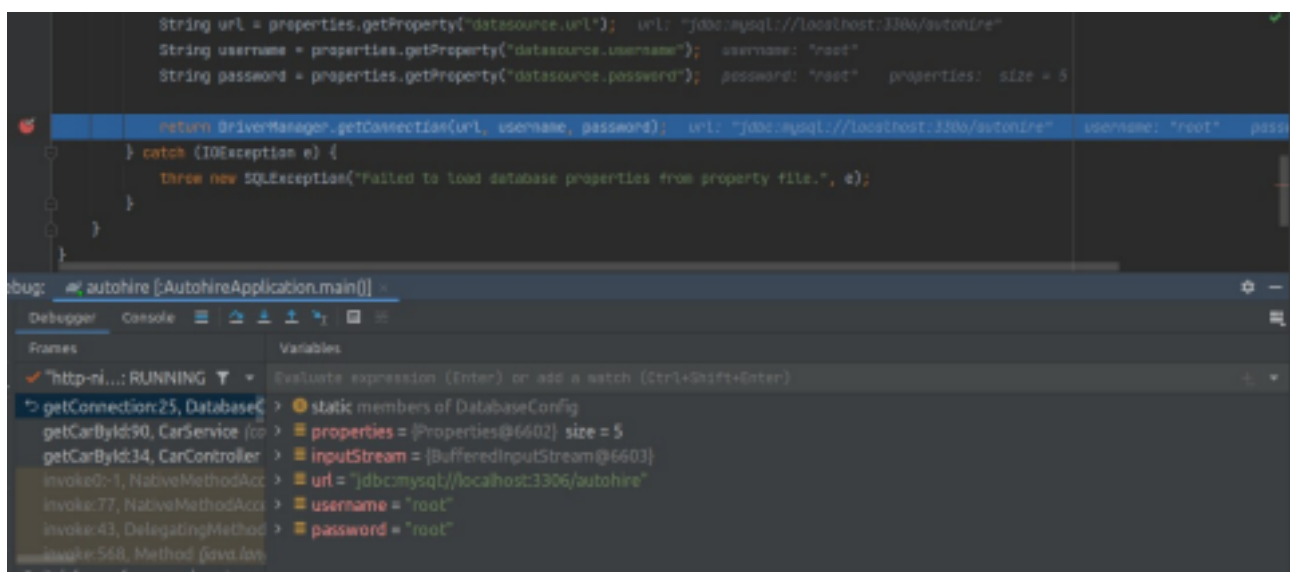 String url = properties.getProperty("datasource.url");   url: "jdbc:mysql://localhost:3306/autohire"
String username = properties.getProperty("datasource.username");   username: "root"
String password = properties.getProperty("datasource.password");   password: "root"   properties:  size = 5
return DriverManager.getConnection(url, username, password);   url: "jdbc:mysql://localhost:3306/autohire"   username: "root"   passw
} catch (IOException e) {
throw new SQLException("Failed to load database properties from property file.", e);
}
}
}
ebug: autohire [:AutohireApplication.main()]
Debugger Console
Frames Variables
"http-ni...: RUNNING Evaluate expression (Enter) or add a watch (Ctrl+Shift+Enter)
getConnection:25, DatabaseC static members of DatabaseConfig
getCarById:90, CarService (co properties = {Properties@6602} size = 5
getCarById:34, CarController inputStream = {BufferedInputStream@6603}
invoke0:-1, NativeMethodAcc url = "jdbc:mysql://localhost:3306/autohire"
invoke:77, NativeMethodAcce username = "root"
invoke:43, DelegatingMethod password = "root"
invoke:568, Method (java.lang